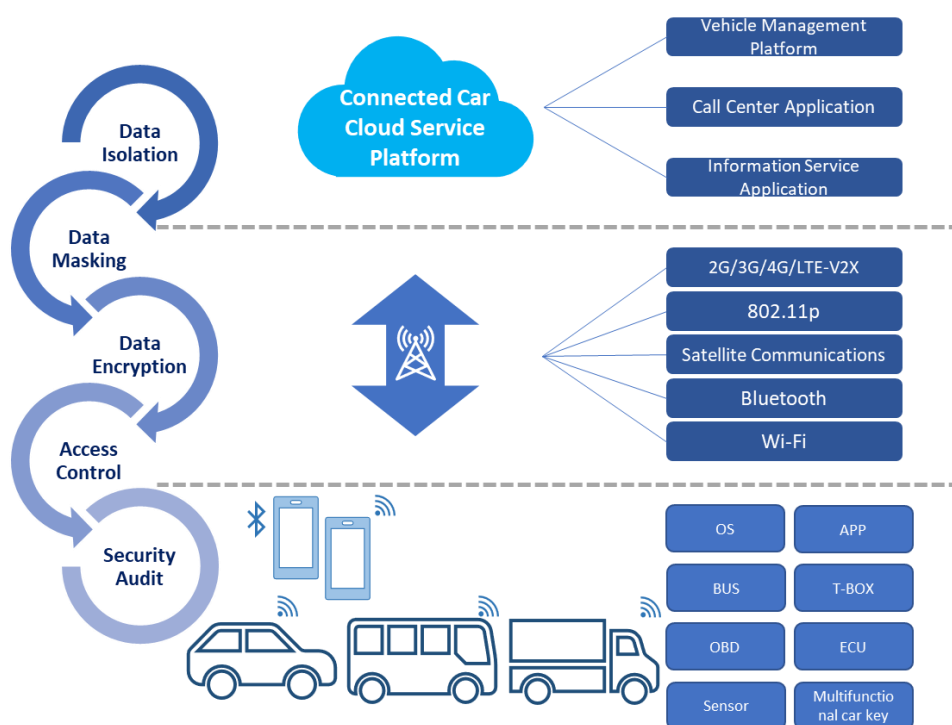 Data
Isolation
Data
Masking
Data
Encryption
Access
Control
Security
Audit
Connected Car
Cloud Service
Platform
Vehicle Management
Platform
Call Center Application
Information Service
Application
2G/3G/4G/LTE-V2X
802.11p
Satellite Communications
Bluetooth
Wi-Fi
OS
APP
BUS
T-BOX
OBD
ECU
Sensor
Multifunctio
nal car key